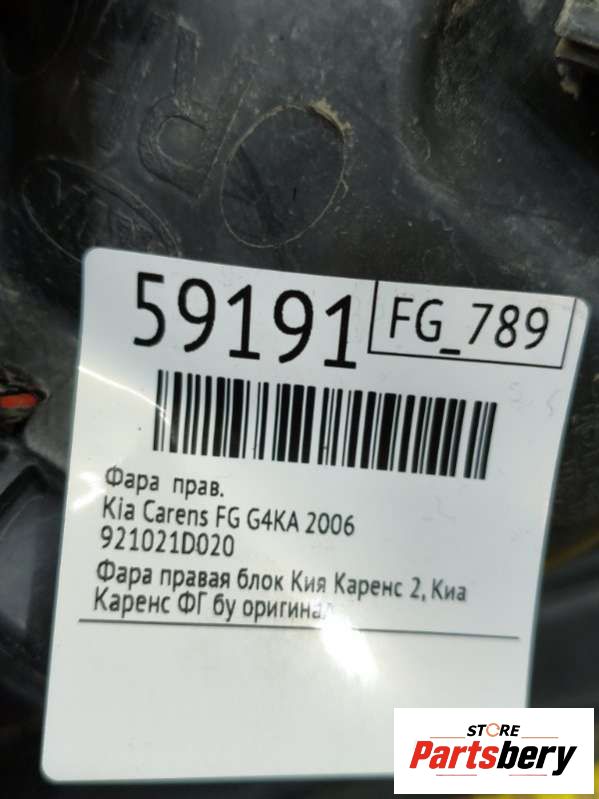 R
KIA
59191
FG_789
Фара прав.
Kia Carens FG G4KA 2006
921021D020
Фара правая блок Кия Каренс 2, Киа
Каренс ФГ бу оригинал
STORE
Partsbery